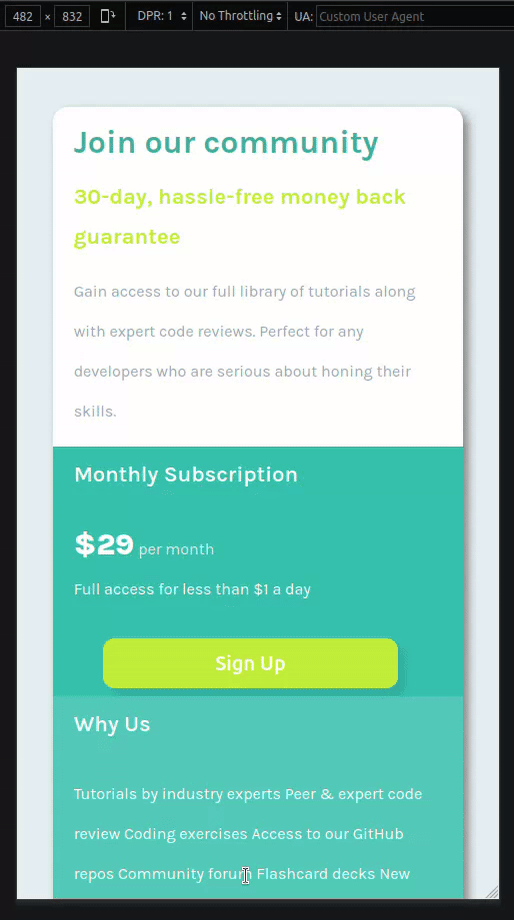 482 × 832 DPR: 1 No Throttling UA: Custom User Agent
Join our community
30-day, hassle-free money back
guarantee
Gain access to our full library of tutorials along
with expert code reviews. Perfect for any
developers who are serious about honing their
skills.
Monthly Subscription
$29 per month
Full access for less than $1 a day
Sign Up
Why Us
Tutorials by industry experts Peer & expert code
review Coding exercises Access to our GitHub
repos Community forum Flashcard decks New